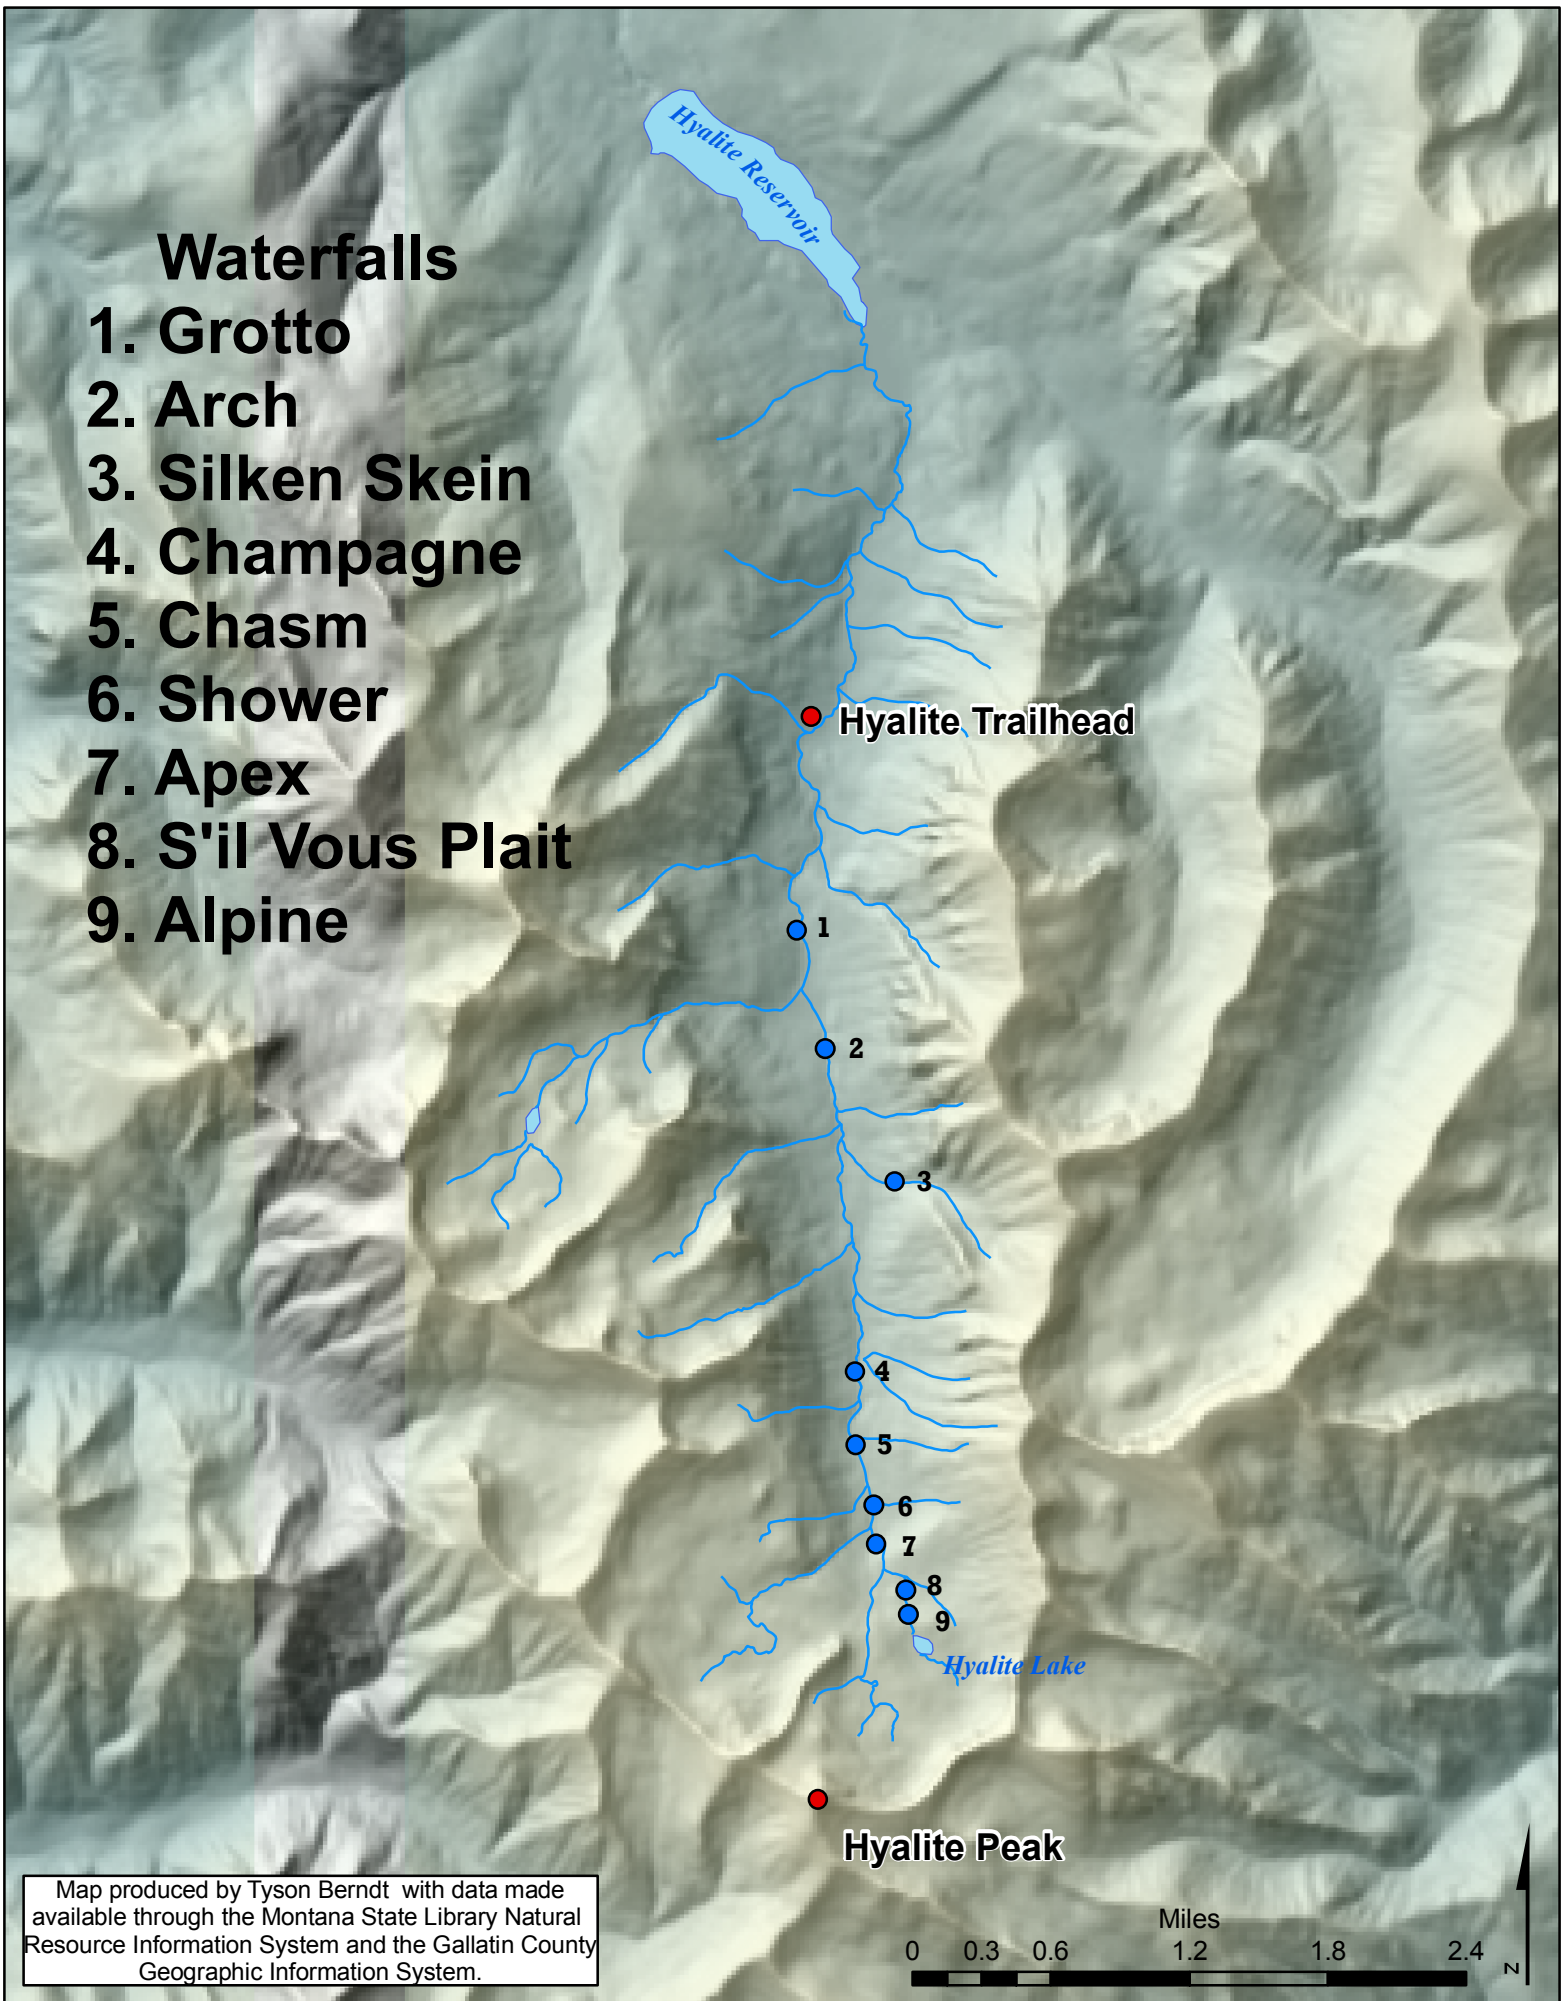 Hyalite Reservoir
Waterfalls
1. Grotto
2. Arch
3. Silken Skein
4. Champagne
5. Chasm
6. Shower
7. Apex
8. S'il Vous Plait
9. Alpine
Hyalite Trailhead
1
2
3
4
5
6
7
8
9
Hyalite Lake
Hyalite Peak
Map produced by Tyson Berndt with data made
available through the Montana State Library Natural
Resource Information System and the Gallatin County
Geographic Information System.
Miles
0 0.3 0.6 1.2 1.8 2.4
N